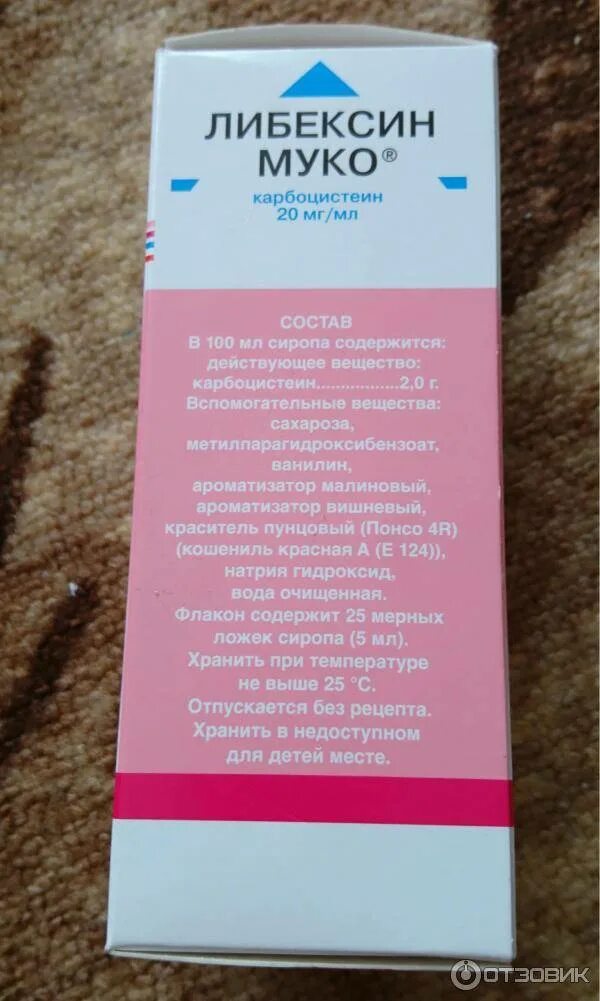 ЛИБЕКСИН
МУКО®
карбоцистеин
20 мг/мл
СОСТАВ
В 100 мл сиропа содержится:
действующее вещество:
карбоцистеин.................2,0 г.
Вспомогательные вещества:
сахароза,
метилпарагидроксибензоат,
ванилин,
ароматизатор малиновый,
ароматизатор вишневый,
краситель пунцовый (Понсо 4R)
(кошениль красная А (Е 124)),
натрия гидроксид,
вода очищенная.
Флакон содержит 25 мерных
ложек сиропа (5 мл).
Хранить при температуре
не выше 25 °C.
Отпускается без рецепта.
Хранить в недоступном
для детей месте.
ОТЗОВИК